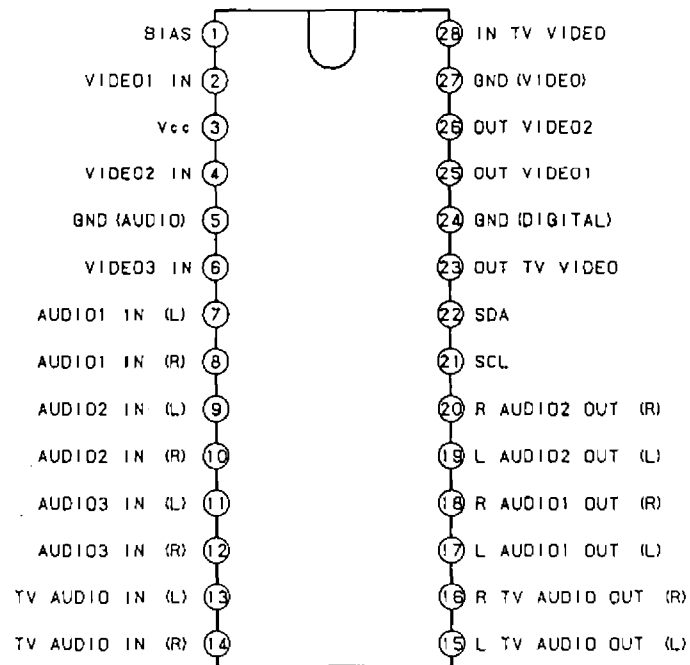 BIAS 1 28 IN TV VIDEO
VIDEO1 IN 2 27 GND (VIDEO)
Vcc 3 26 OUT VIDEO2
VIDEO2 IN 4 25 OUT VIDEO1
GND (AUDIO) 5 24 GND (DIGITAL)
VIDEO3 IN 6 23 OUT TV VIDEO
AUDIO1 IN (L) 7 22 SDA
AUDIO1 IN (R) 8 21 SCL
AUDIO2 IN (L) 9 20 R AUDIO2 OUT (R)
AUDIO2 IN (R) 10 19 L AUDIO2 OUT (L)
AUDIO3 IN (L) 11 18 R AUDIO1 OUT (R)
AUDIO3 IN (R) 12 17 L AUDIO1 OUT (L)
TV AUDIO IN (L) 13 16 R TV AUDIO OUT (R)
TV AUDIO IN (R) 14 15 L TV AUDIO OUT (L)